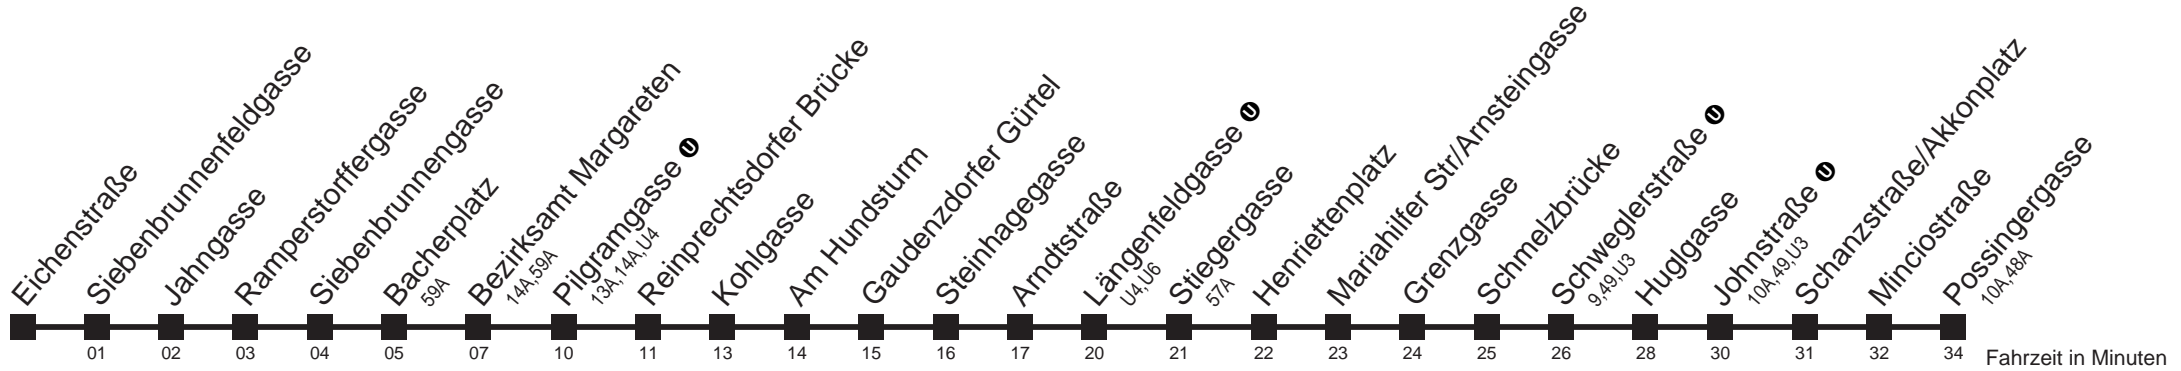 Eichenstraße
Siebenbrunnenfeldgasse
Jahngasse
Ramperstoffergasse
Siebenbrunnengasse
Bacherplatz
59A
Bezirksamt Margareten
14A,59A
Pilgramgasse U
13A,14A,U4
Reinprechtsdorfer Brücke
Kohlgasse
Am Hundsturm
Gaudenzdorfer Gürtel
Steinhagegasse
Arndtstraße
Längenfeldgasse U
U4,U6
Stiegergasse
57A
Henriettenplatz
Mariahilfer Str/Arnsteingasse
Grenzgasse
Schmelzbrücke
Schweglerstraße U
9,49,U3
Huglgasse
Johnstraße U
10A,49,U3
Schanzstraße/Akkonplatz
Minciostraße
Possingergasse
10A,48A
01 02 03 04 05 07 10 11 13 14 15 16 17 20 21 22 23 24 25 26 28 30 31 32 34 Fahrzeit in Minuten